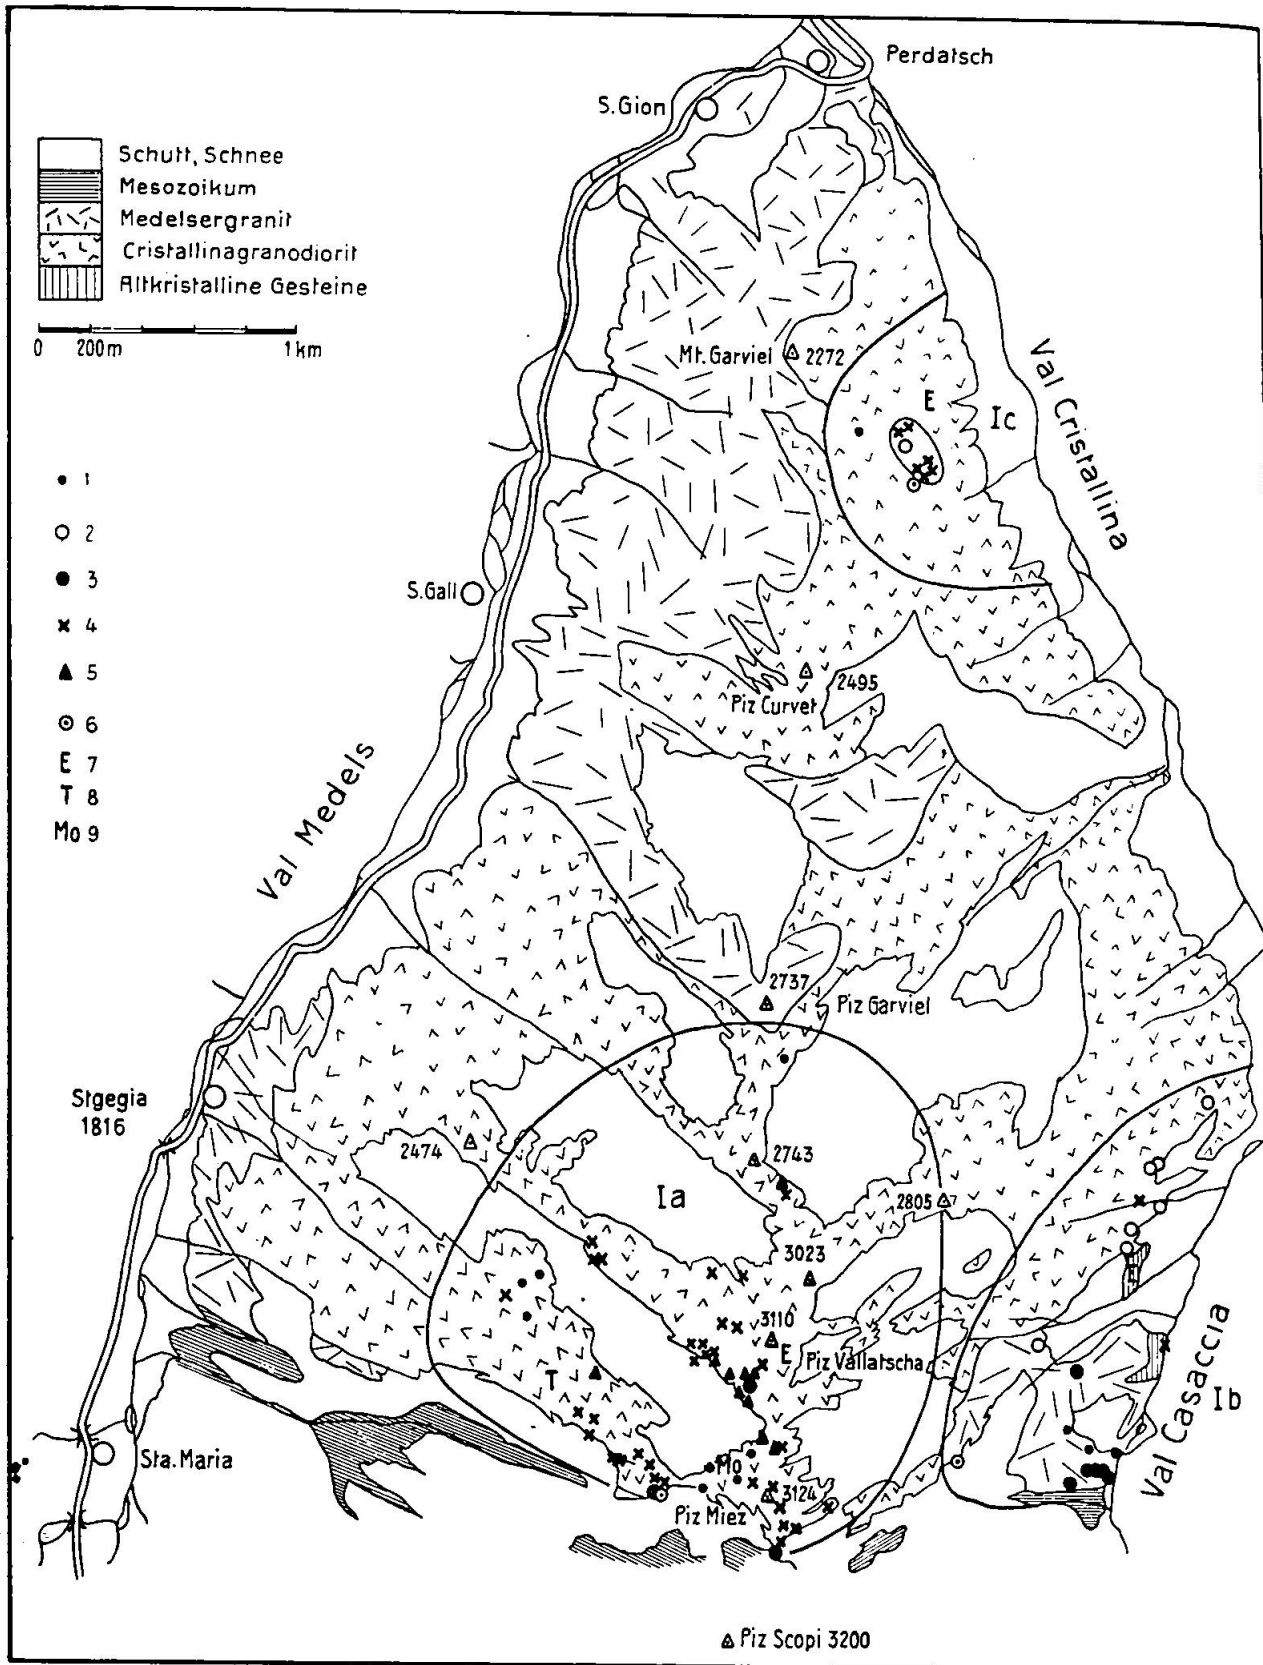 Perdatsch
S.Gion
Schutt, Schnee
Mesozoikum
Medelsergranit
Cristallinagranodiorit
Altkristalline Gesteine
0 200m 1km
Mt. Garviel 2272
Val Cristallina
E
Ic
1
2
3
4
5
6
E 7
T 8
Mo 9
S.Gall
2495
Piz Curvet
Val Medels
2737
Piz Garviel
Stgegia
1816
2474
2743
Ia
2805
3023
3110
E
Piz Vallatscha
T
Ib
Val Casaccia
Sta.Maria
Mo
3124
Piz Miez
Piz Scopi 3200